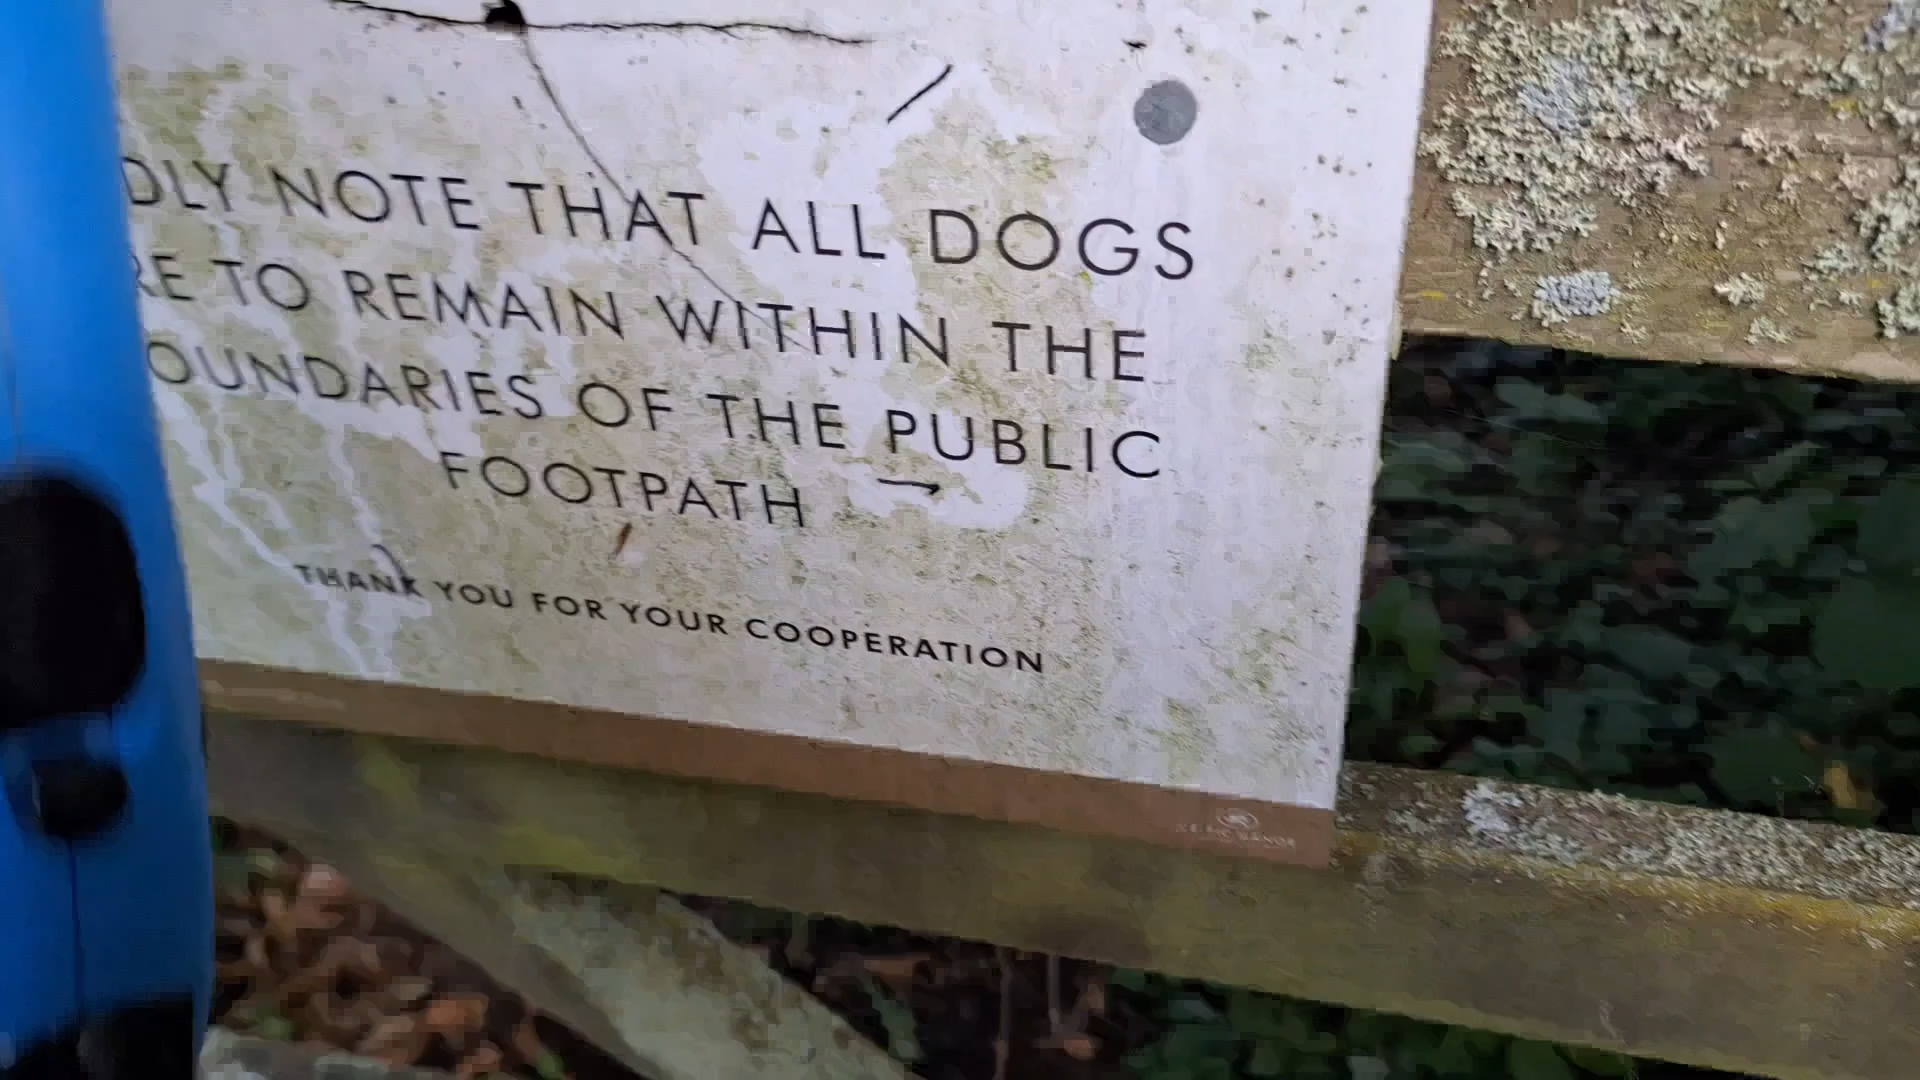 DLY NOTE THAT ALL DOGS
RE TO REMAIN WITHIN THE
OUNDARIES OF THE PUBLIC
FOOTPATH
THANK YOU FOR YOUR COOPERATION